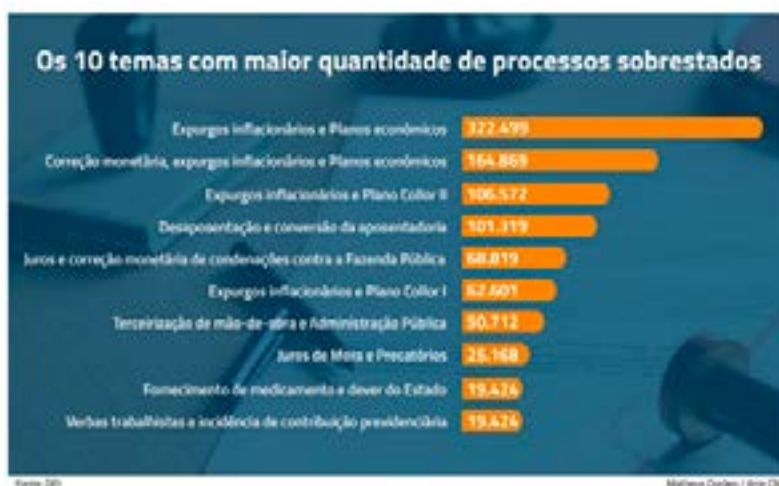 Os 10 temas com maior quantidade de processos sobrestados
Expurgos inflacionários e Planos econômicos 322.499
Correção monetária, expurgos inflacionários e Planos econômicos 164.869
Expurgos inflacionários e Plano Collor II 106.572
Desaposentação e conversão da aposentadoria 101.319
Juros e correção monetária de condenações contra a Fazenda Pública 68.819
Expurgos inflacionários e Plano Collor I 62.601
Terceirização de mão-de-obra e Administração Pública 50.712
Juros de Mora e Precatórios 25.168
Fornecimento de medicamento e dever do Estado 19.424
Verbas trabalhistas e incidência de contribuição previdenciária 19.424
Fonte:
Matheus / Arte